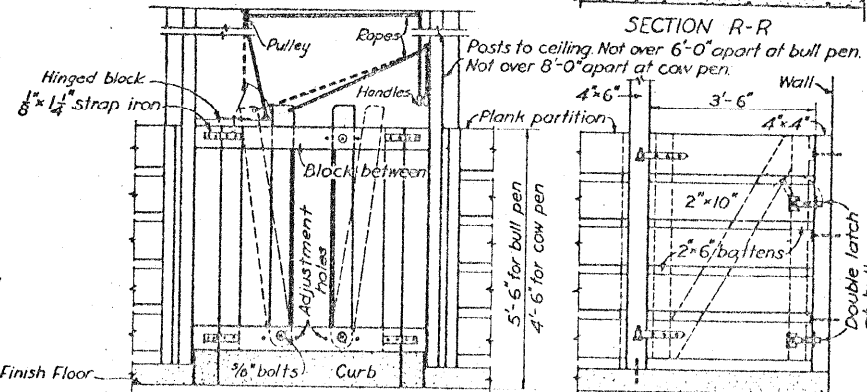 SECTION R-R
Pulley
Ropes
Posts to ceiling. Not over 6'-0" apart at bull pen.
Not over 8'-0" apart at cow pen.
Hinged block
1/8" x 1 1/4" strap iron
Handles
4"x6"
3'-6"
Wall
Plank partition
4"x4"
Block between
2"x10"
Adjustment
holes
5'-6" for bull pen
4'-6" for cow pen
2"x6" battens
Double latch
Finish Floor
5/8" bolts
Curb